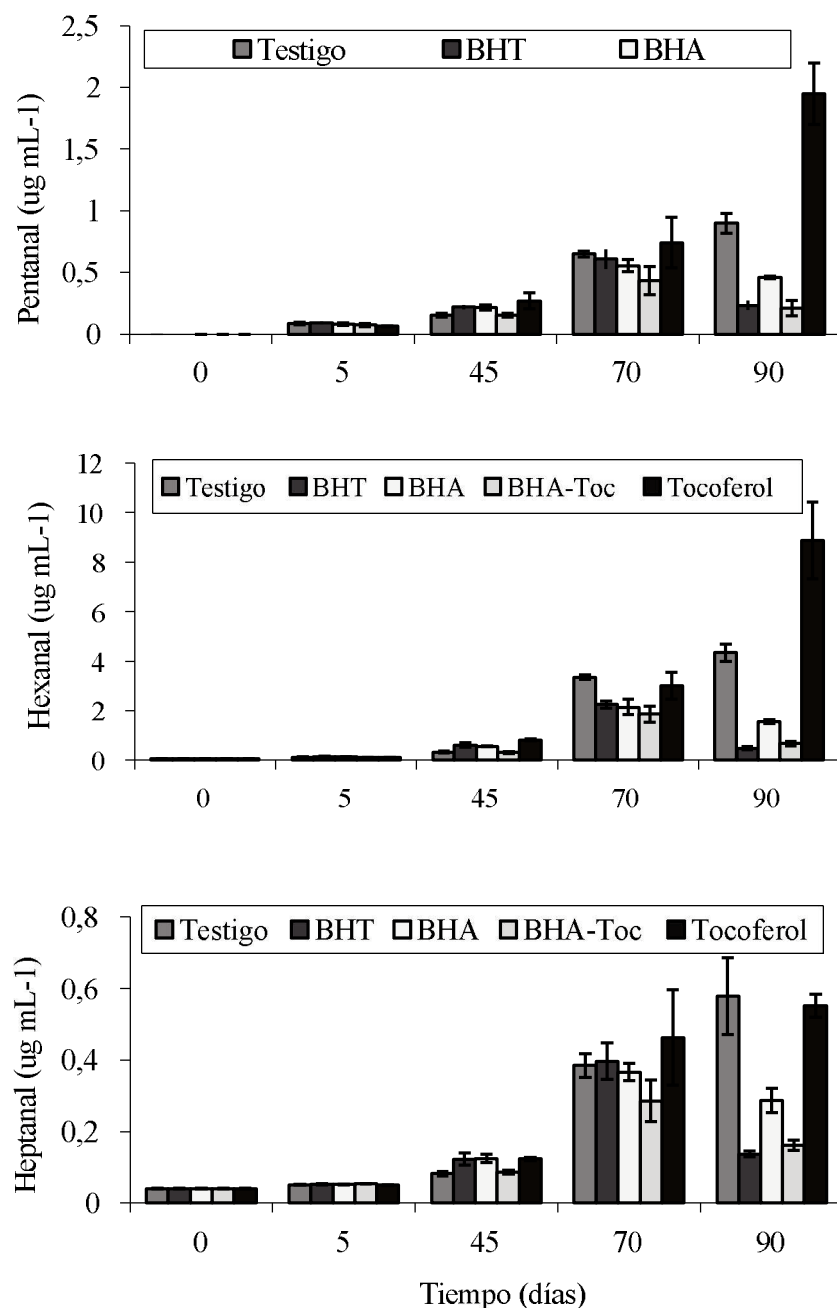 2,5
Testigo BHT BHA
2
1,5
1
0,5
0
Pentanal (ug mL-1)
0 5 45 70 90
12
Testigo BHT BHA BHA-Toc Tocoferol
10
8
6
4
2
0
Hexanal (ug mL-1)
0 5 45 70 90
0,8
Testigo BHT BHA BHA-Toc Tocoferol
0,6
0,4
0,2
0
Heptanal (ug mL-1)
0 5 45 70 90
Tiempo (días)